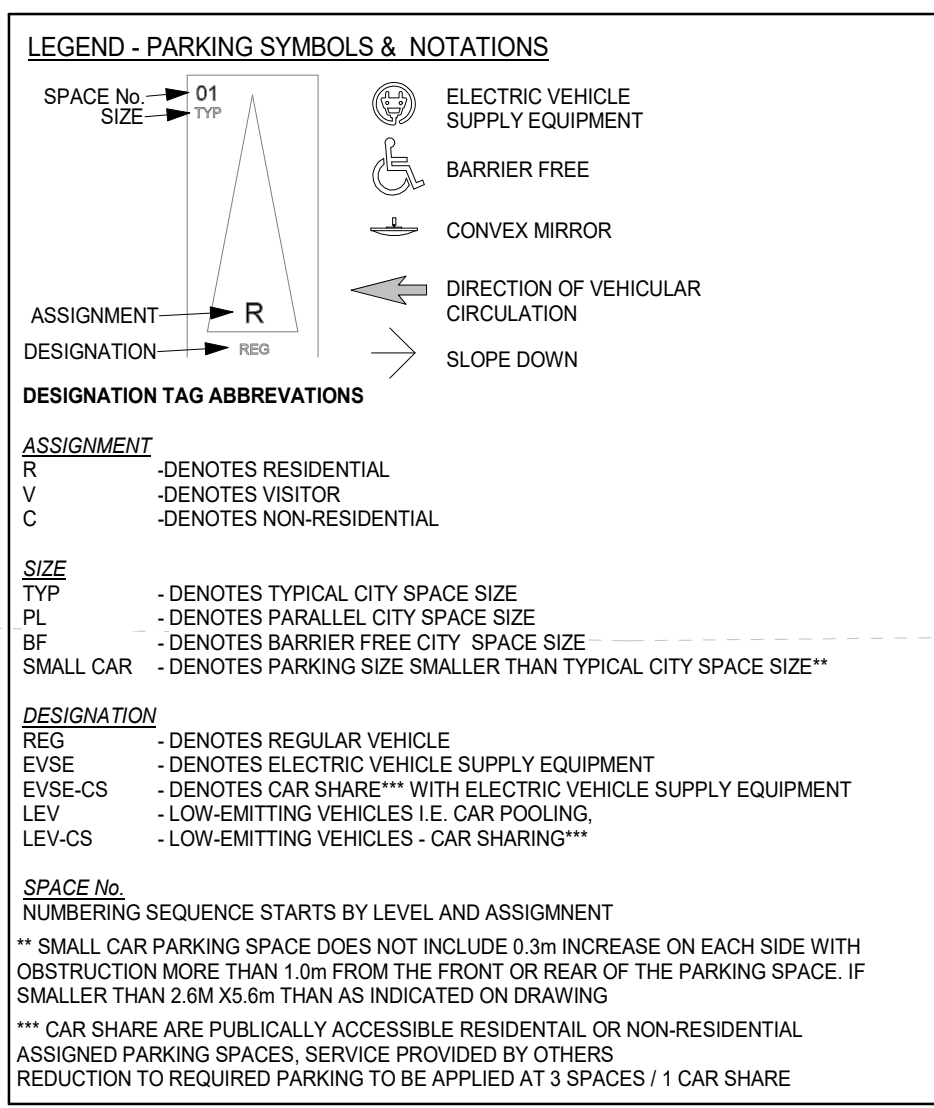 LEGEND - PARKING SYMBOLS & NOTATIONS
SPACE No.
01
SIZE
TYP
ASSIGNMENT
R
DESIGNATION
REG
ELECTRIC VEHICLE
SUPPLY EQUIPMENT
BARRIER FREE
CONVEX MIRROR
DIRECTION OF VEHICULAR
CIRCULATION
SLOPE DOWN
DESIGNATION TAG ABBREVATIONS
ASSIGNMENT
R -DENOTES RESIDENTIAL
V -DENOTES VISITOR
C -DENOTES NON-RESIDENTIAL
SIZE
TYP - DENOTES TYPICAL CITY SPACE SIZE
PL - DENOTES PARALLEL CITY SPACE SIZE
BF - DENOTES BARRIER FREE CITY SPACE SIZE
SMALL CAR - DENOTES PARKING SIZE SMALLER THAN TYPICAL CITY SPACE SIZE**
DESIGNATION
REG - DENOTES REGULAR VEHICLE
EVSE - DENOTES ELECTRIC VEHICLE SUPPLY EQUIPMENT
EVSE-CS - DENOTES CAR SHARE*** WITH ELECTRIC VEHICLE SUPPLY EQUIPMENT
LEV - LOW-EMITTING VEHICLES I.E. CAR POOLING,
LEV-CS - LOW-EMITTING VEHICLES - CAR SHARING***
SPACE No.
NUMBERING SEQUENCE STARTS BY LEVEL AND ASSIGMNENT
** SMALL CAR PARKING SPACE DOES NOT INCLUDE 0.3m INCREASE ON EACH SIDE WITH
OBSTRUCTION MORE THAN 1.0m FROM THE FRONT OR REAR OF THE PARKING SPACE. IF
SMALLER THAN 2.6M X5.6m THAN AS INDICATED ON DRAWING
*** CAR SHARE ARE PUBLICALLY ACCESSIBLE RESIDENTAIL OR NON-RESIDENTIAL
ASSIGNED PARKING SPACES, SERVICE PROVIDED BY OTHERS
REDUCTION TO REQUIRED PARKING TO BE APPLIED AT 3 SPACES / 1 CAR SHARE